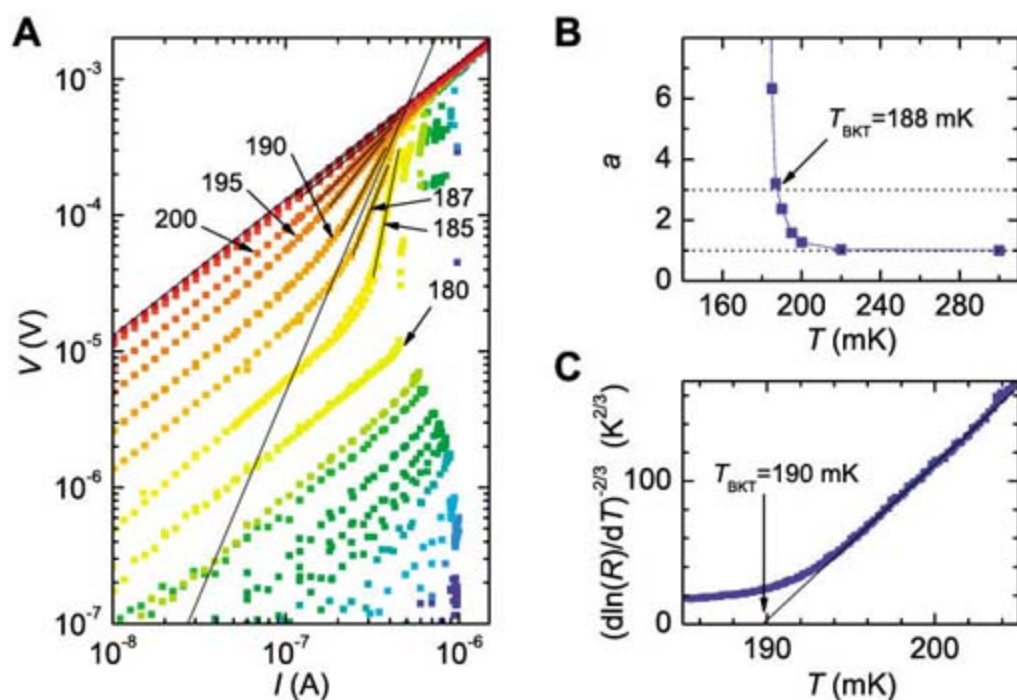 A
V (V)
10⁻³
10⁻⁴
10⁻⁵
10⁻⁶
10⁻⁷
200
195
190
187
185
180
10⁻⁸
10⁻⁷
10⁻⁶
I (A)
B
a
6
4
2
0
T_BKT=188 mK
160
200
240
280
T (mK)
C
(dln(R)/dT)^-2/3 (K^2/3)
100
0
T_BKT=190 mK
190
200
T (mK)